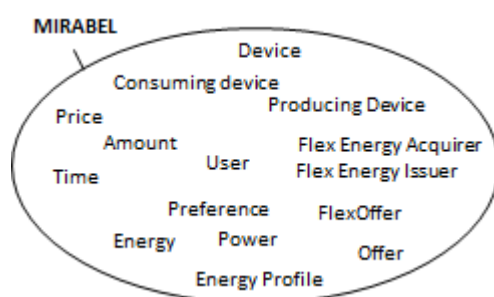 MIRABEL
Device
Consuming device
Producing Device
Price
Amount
Flex Energy Acquirer
User
Flex Energy Issuer
Time
Preference
FlexOffer
Energy
Power
Offer
Energy Profile